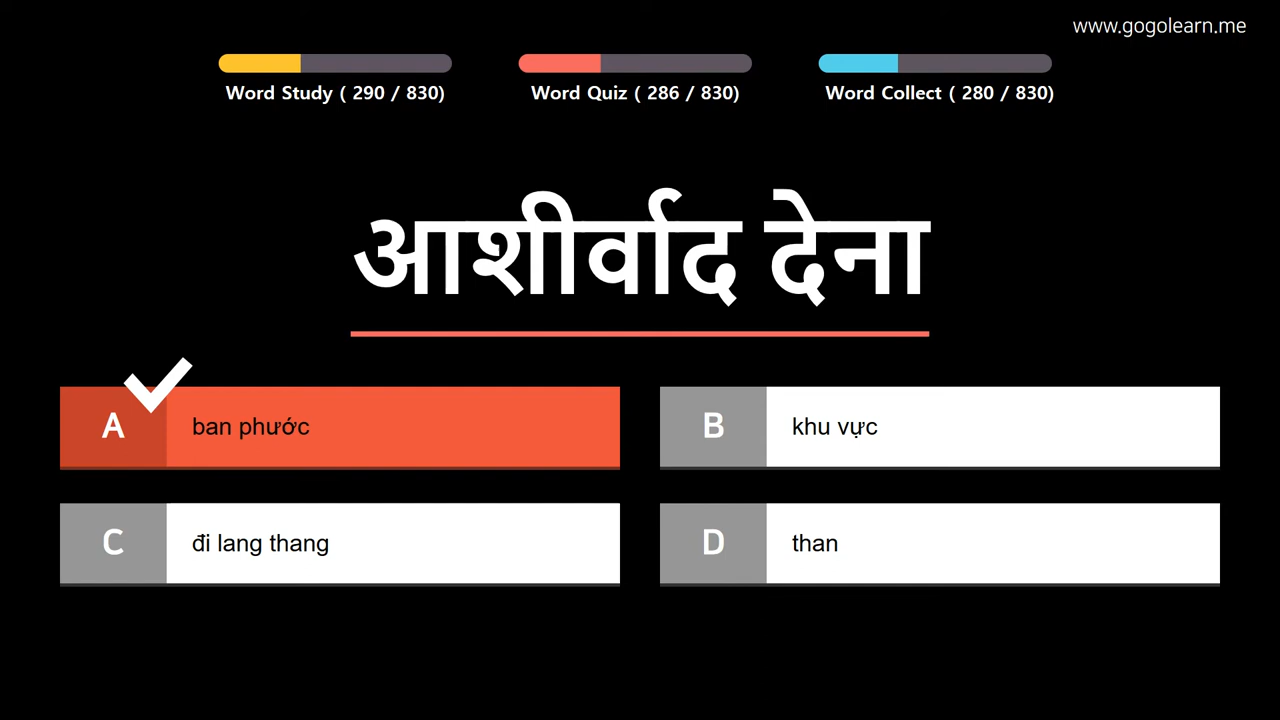 www.gogolearn.me
Word Study ( 290 / 830)
Word Quiz ( 286 / 830)
Word Collect ( 280 / 830)
आशीर्वाद देना
A ban phước
B khu vực
C đi lang thang
D than